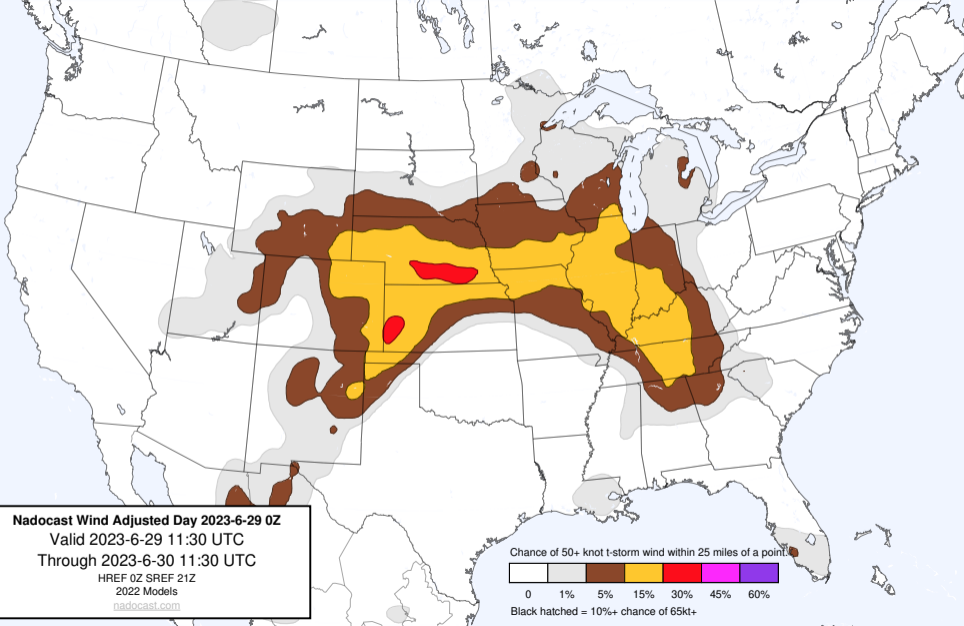 Nadocast Wind Adjusted Day 2023-6-29 0Z
Valid 2023-6-29 11:30 UTC
Through 2023-6-30 11:30 UTC
HREF 0Z SREF 21Z
2022 Models
nadocast.com
Chance of 50+ knot t-storm wind within 25 miles of a point.
0 1% 5% 15% 30% 45% 60%
Black hatched = 10%+ chance of 65kt+